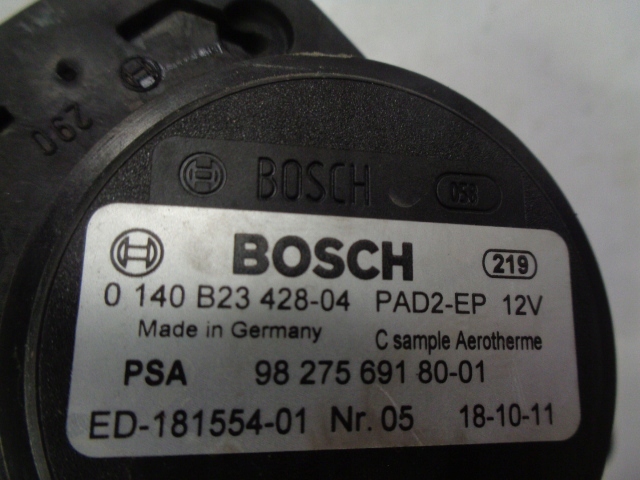 290
BOSCH 053
BOSCH 219
0 140 B23 428-04 PAD2-EP 12V
Made in Germany C sample Aerotherme
PSA 98 275 691 80-01
ED-181554-01 Nr. 05 18-10-11